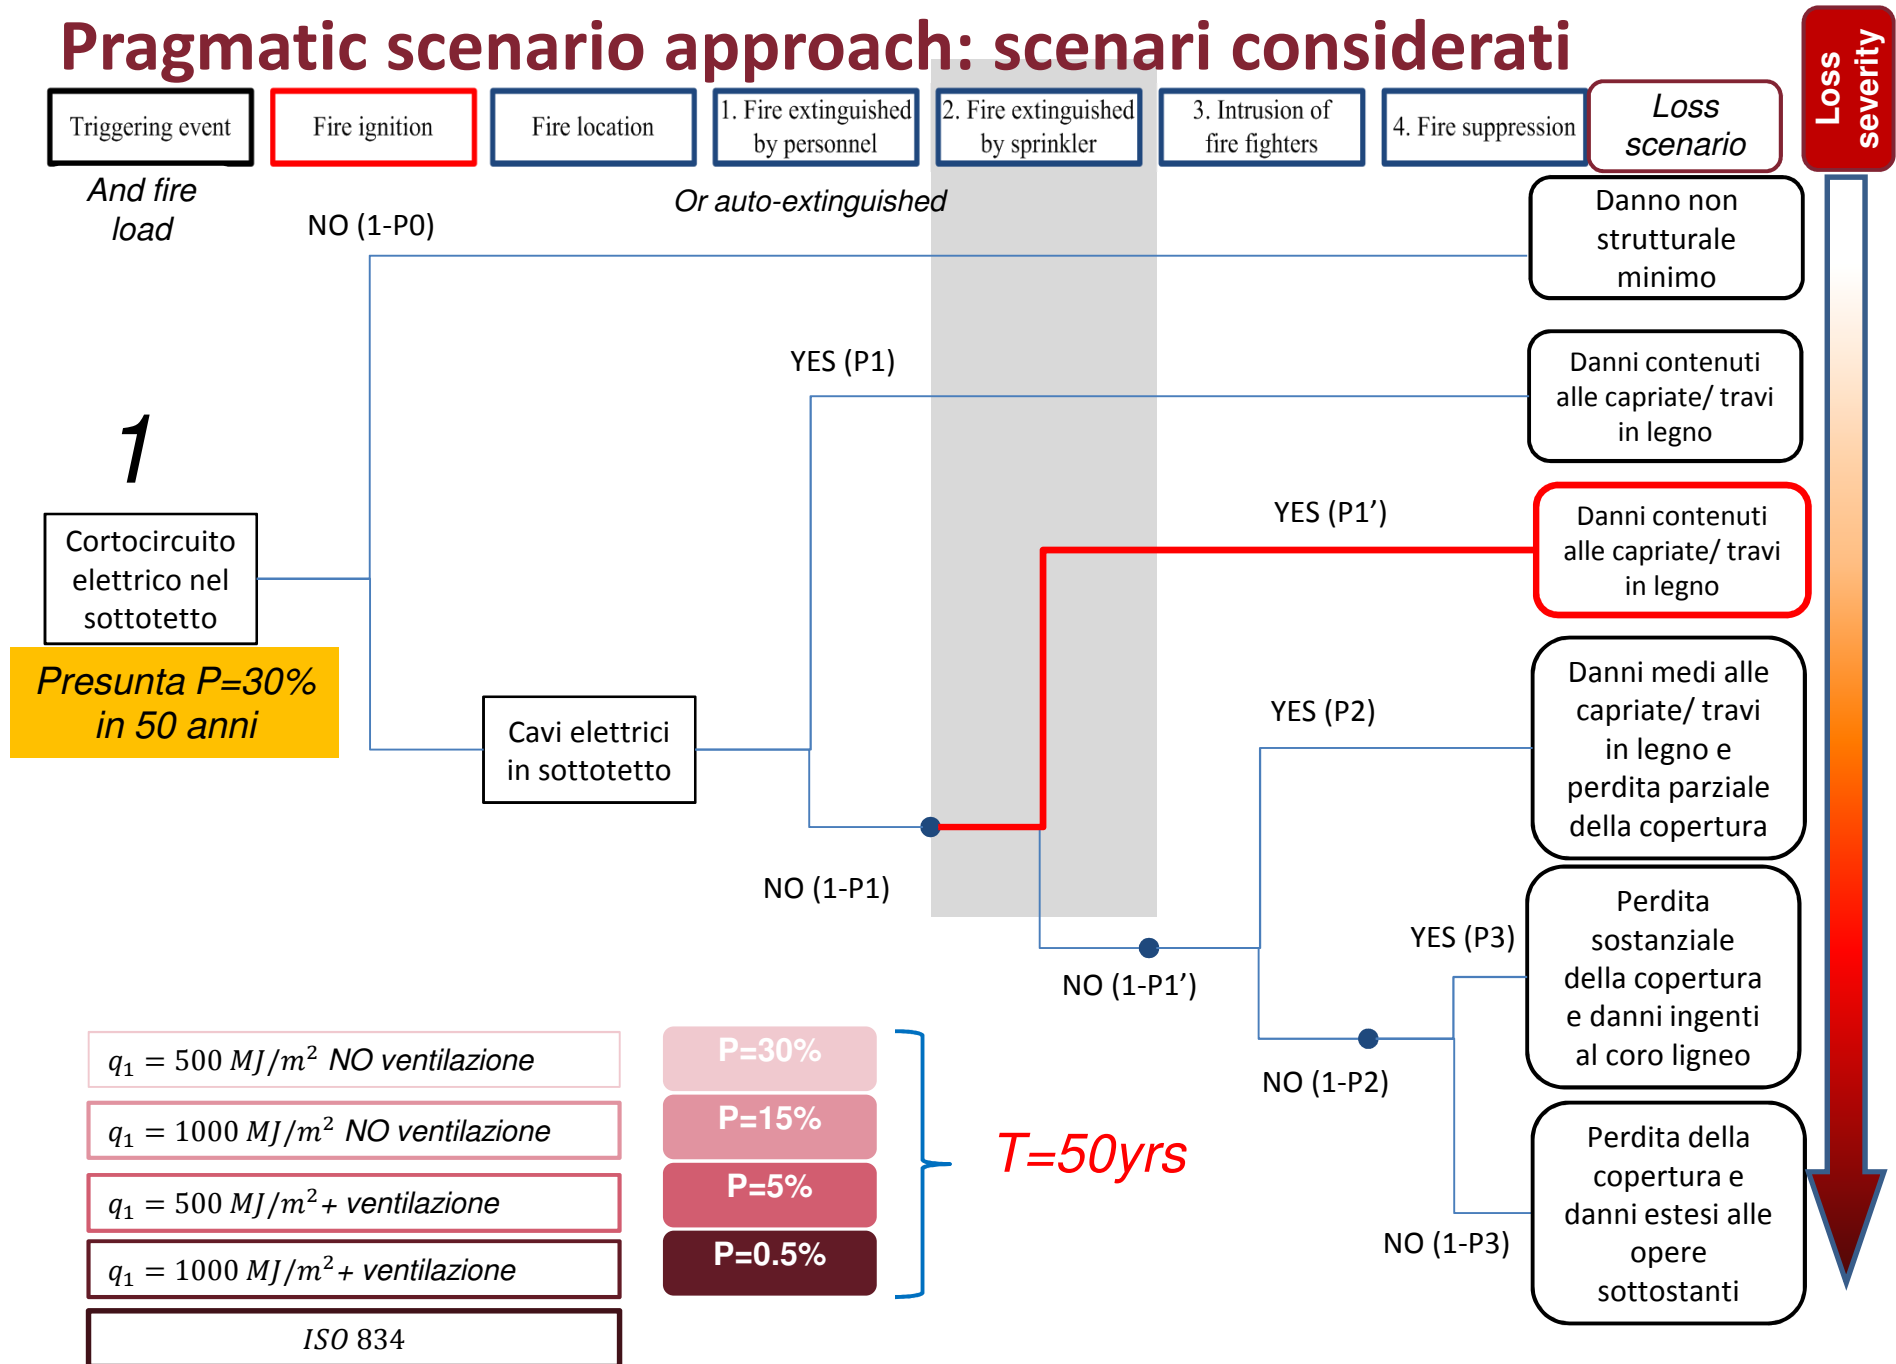 Pragmatic scenario approach: scenari considerati
Loss
severity
Triggering event
Fire ignition
Fire location
1. Fire extinguished
by personnel
2. Fire extinguished
by sprinkler
3. Intrusion of
fire fighters
4. Fire suppression
Loss
scenario
And fire
load
Or auto-extinguished
NO (1-P0)
Danno non
strutturale
minimo
YES (P1)
Danni contenuti
alle capriate/ travi
in legno
1
YES (P1’)
Danni contenuti
alle capriate/ travi
in legno
Cortocircuito
elettrico nel
sottotetto
Presunta P=30%
in 50 anni
Cavi elettrici
in sottotetto
YES (P2)
Danni medi alle
capriate/ travi
in legno e
perdita parziale
della copertura
NO (1-P1)
YES (P3)
Perdita
sostanziale
della copertura
e danni ingenti
al coro ligneo
NO (1-P1’)
NO (1-P2)
NO (1-P3)
Perdita della
copertura e
danni estesi alle
opere
sottostanti
q₁ = 500 MJ/m² NO ventilazione
P=30%
q₁ = 1000 MJ/m² NO ventilazione
P=15%
q₁ = 500 MJ/m²+ ventilazione
P=5%
q₁ = 1000 MJ/m²+ ventilazione
P=0.5%
T=50yrs
ISO 834